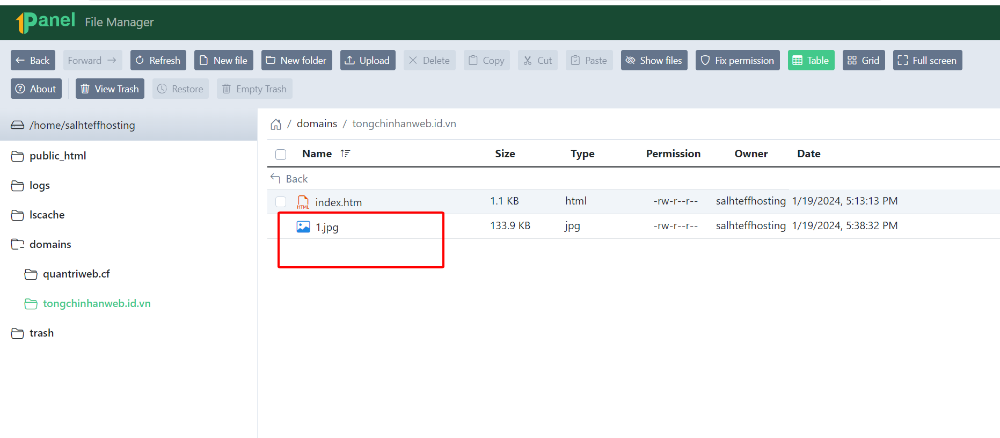 1Panel File Manager
Back Forward Refresh New file New folder Upload Delete Copy Cut Paste Show files Fix permission Table Grid Full screen
About View Trash Restore Empty Trash
/home/salhteffhosting
public_html
logs
lscache
domains
quantriweb.cf
tongchinhanweb.id.vn
trash
/ domains / tongchinhanweb.id.vn
Name Size Type Permission Owner Date
Back
HTML index.htm 1.1 KB html -rw-r--r-- salhteffhosting 1/19/2024, 5:13:13 PM
1.jpg 133.9 KB jpg -rw-r--r-- salhteffhosting 1/19/2024, 5:38:32 PM